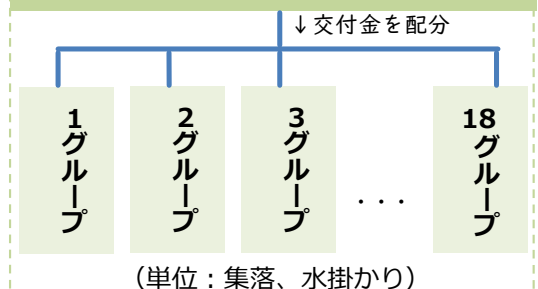 ↓交付金を配分
1グループ
2グループ
3グループ
...
18グループ
（単位：集落、水掛かり）